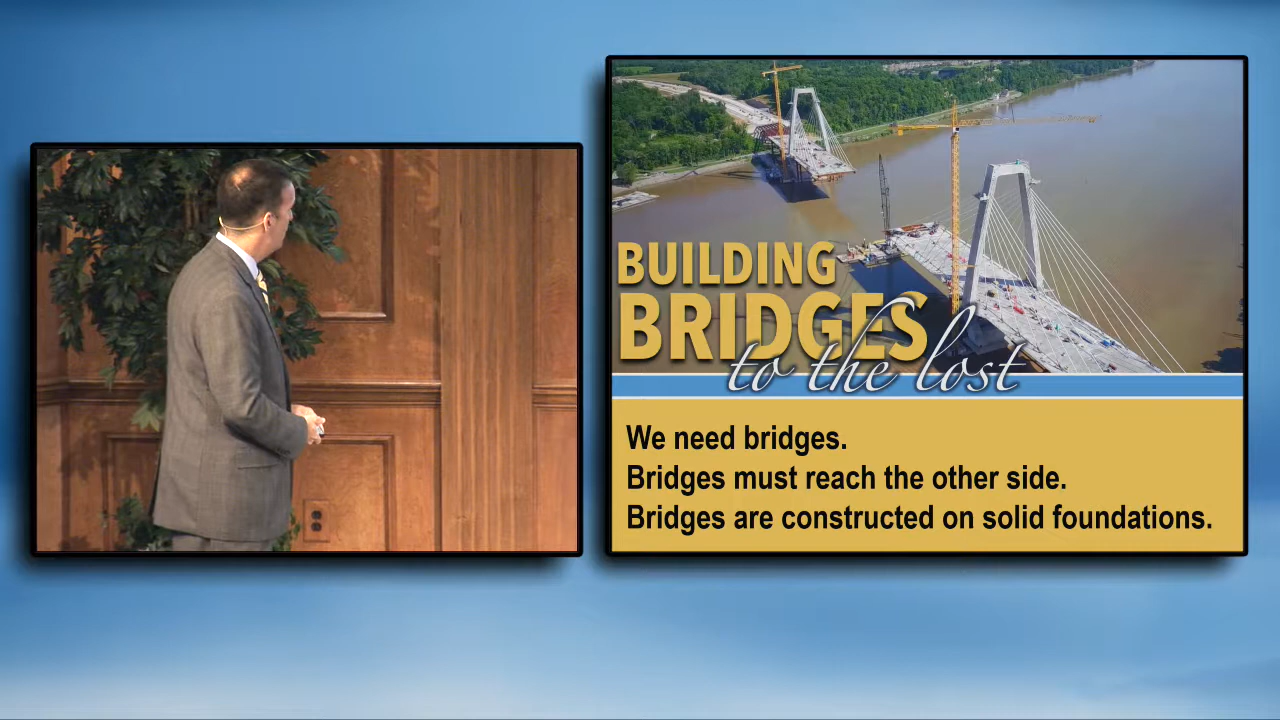 BUILDING
BRIDGES
to the lost
We need bridges.
Bridges must reach the other side.
Bridges are constructed on solid foundations.